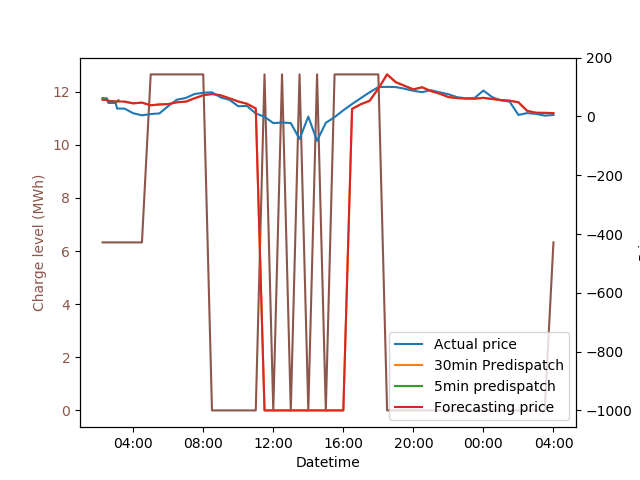 200
12
10
8
6
4
2
0
0
−200
−400
−600
−800
−1000
Charge level (MWh)
Actual price
30min Predispatch
5min predispatch
Forecasting price
04:00 08:00 12:00 16:00 20:00 00:00 04:00
Datetime